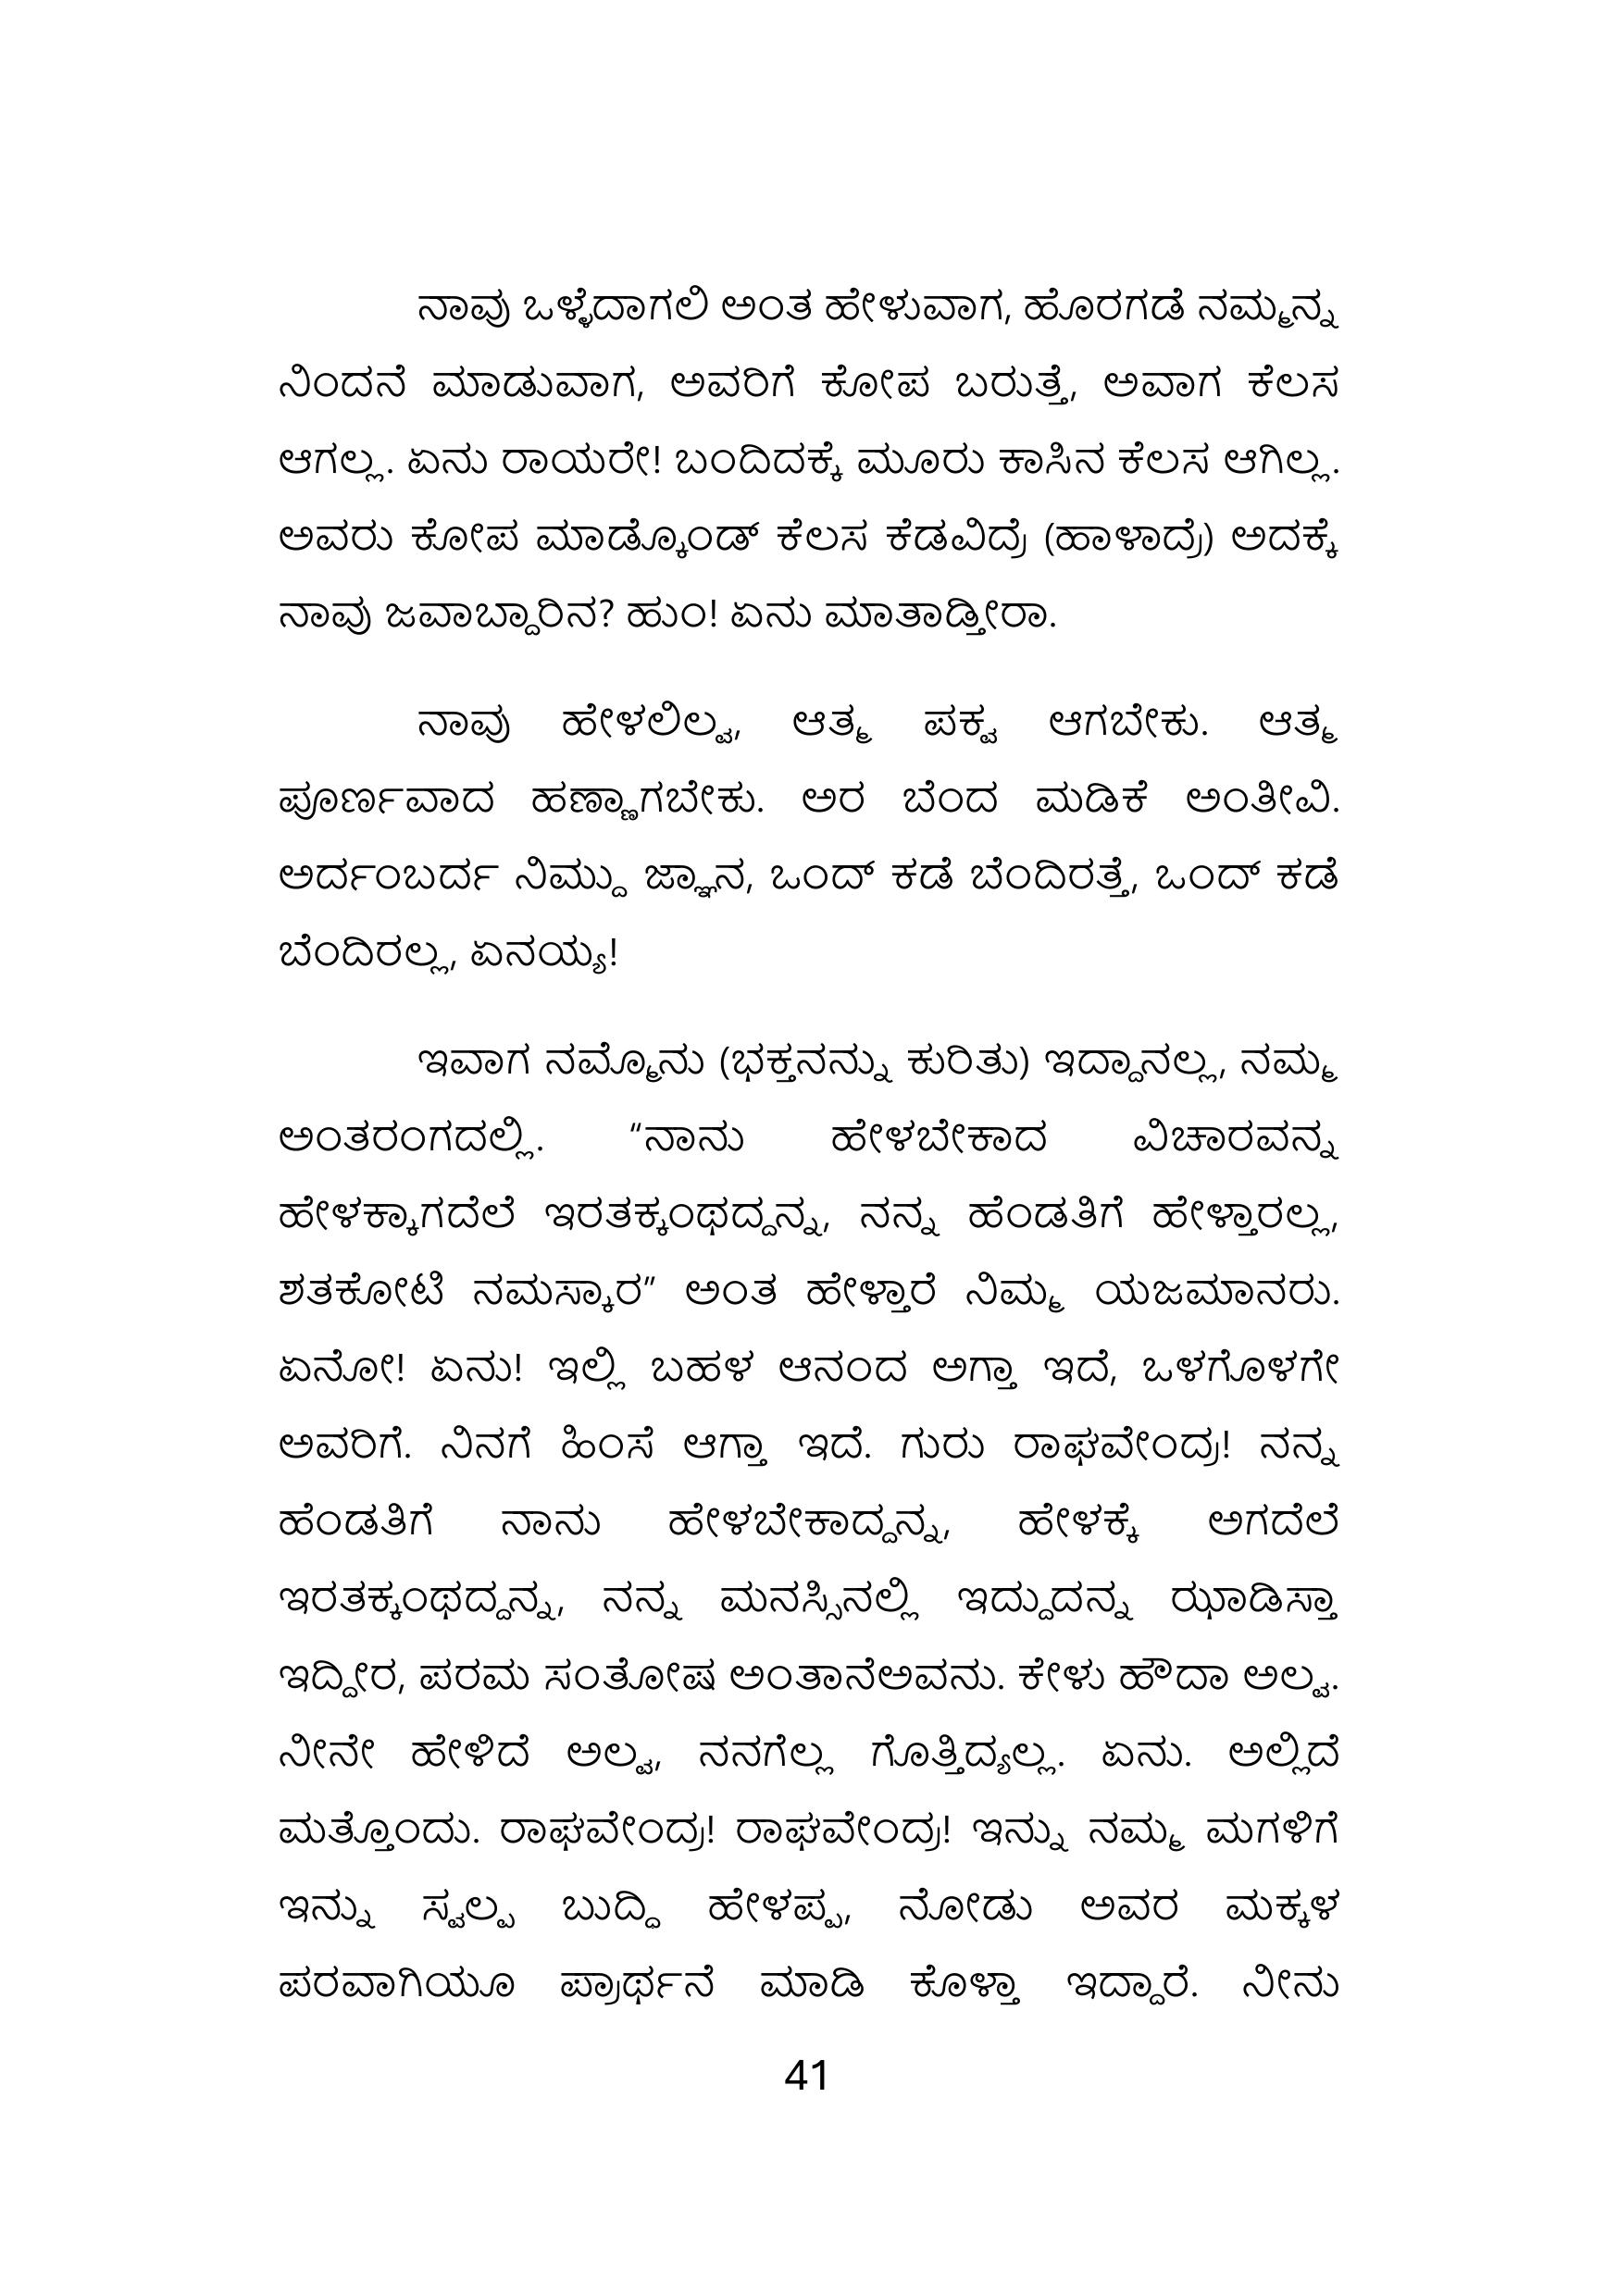 ನಾವು ಒಳ್ಳೆದಾಗಲಿ ಅಂತ ಹೇಳುವಾಗ, ಹೊರಗಡೆ ನಮ್ಮನ್ನ
ನಿಂದನೆ ಮಾಡುವಾಗ, ಅವರಿಗೆ ಕೋಪ ಬರುತ್ತೆ, ಅವಾಗ ಕೆಲಸ
ಆಗಲ್ಲ. ಏನು ರಾಯರೇ! ಬಂದಿದಕ್ಕೆ ಮೂರು ಕಾಸಿನ ಕೆಲಸ ಆಗಿಲ್ಲ.
ಅವರು ಕೋಪ ಮಾಡ್ಕೊಂಡ್ ಕೆಲಸ ಕೆಡವಿದ್ರೆ (ಹಾಳಾದ್ರೆ) ಅದಕ್ಕೆ
ನಾವು ಜವಾಬ್ದಾರಿನ? ಹುಂ! ಏನು ಮಾತಾಡ್ತೀರಾ.
ನಾವು ಹೇಳಲಿಲ್ವ, ಆತ್ಮ ಪಕ್ವ ಆಗಬೇಕು. ಆತ್ಮ
ಪೂರ್ಣವಾದ ಹಣ್ಣಾಗಬೇಕು. ಅರ ಬೆಂದ ಮಡಿಕೆ ಅಂತೀವಿ.
ಅರ್ದಂಬರ್ದ ನಿಮ್ದು ಜ್ಞಾನ, ಒಂದ್ ಕಡೆ ಬೆಂದಿರತ್ತೆ, ಒಂದ್ ಕಡೆ
ಬೆಂದಿರಲ್ಲ, ಏನಯ್ಯ!
ಇವಾಗ ನಮ್ಮೊನು (ಭಕ್ತನನ್ನು ಕುರಿತು) ಇದ್ದಾನಲ್ಲ, ನಮ್ಮ
ಅಂತರಂಗದಲ್ಲಿ. “ನಾನು ಹೇಳಬೇಕಾದ ವಿಚಾರವನ್ನ
ಹೇಳಕ್ಕಾಗದೆಲೆ ಇರತಕ್ಕಂಥದ್ದನ್ನ, ನನ್ನ ಹೆಂಡತಿಗೆ ಹೇಳ್ತಾರಲ್ಲ,
ಶತಕೋಟಿ ನಮಸ್ಕಾರ” ಅಂತ ಹೇಳ್ತಾರೆ ನಿಮ್ಮ ಯಜಮಾನರು.
ಏನೋ! ಏನು! ಇಲ್ಲಿ ಬಹಳ ಆನಂದ ಅಗ್ತಾ ಇದೆ, ಒಳಗೊಳಗೇ
ಅವರಿಗೆ. ನಿನಗೆ ಹಿಂಸೆ ಆಗ್ತಾ ಇದೆ. ಗುರು ರಾಘವೇಂದ್ರ! ನನ್ನ
ಹೆಂಡತಿಗೆ ನಾನು ಹೇಳಬೇಕಾದ್ದನ್ನ, ಹೇಳಕ್ಕೆ ಅಗದೆಲೆ
ಇರತಕ್ಕಂಥದ್ದನ್ನ, ನನ್ನ ಮನಸ್ಸಿನಲ್ಲಿ ಇದ್ದುದನ್ನ ಝಾಡಿಸ್ತಾ
ಇದ್ದೀರ, ಪರಮ ಸಂತೋಷ ಅಂತಾನೆಅವನು. ಕೇಳು ಹೌದಾ ಅಲ್ವ.
ನೀನೇ ಹೇಳಿದೆ ಅಲ್ವ, ನನಗೆಲ್ಲ ಗೊತ್ತಿದ್ಯಲ್ಲ. ಏನು. ಅಲ್ಲಿದೆ
ಮತ್ತೊಂದು. ರಾಘವೇಂದ್ರ! ರಾಘವೇಂದ್ರ! ಇನ್ನು ನಮ್ಮ ಮಗಳಿಗೆ
ಇನ್ನು ಸ್ವಲ್ಪ ಬುದ್ಧಿ ಹೇಳಪ್ಪ, ನೋಡು ಅವರ ಮಕ್ಕಳ
ಪರವಾಗಿಯೂ ಪ್ರಾರ್ಥನೆ ಮಾಡಿ ಕೊಳ್ತಾ ಇದ್ದಾರೆ. ನೀನು
41